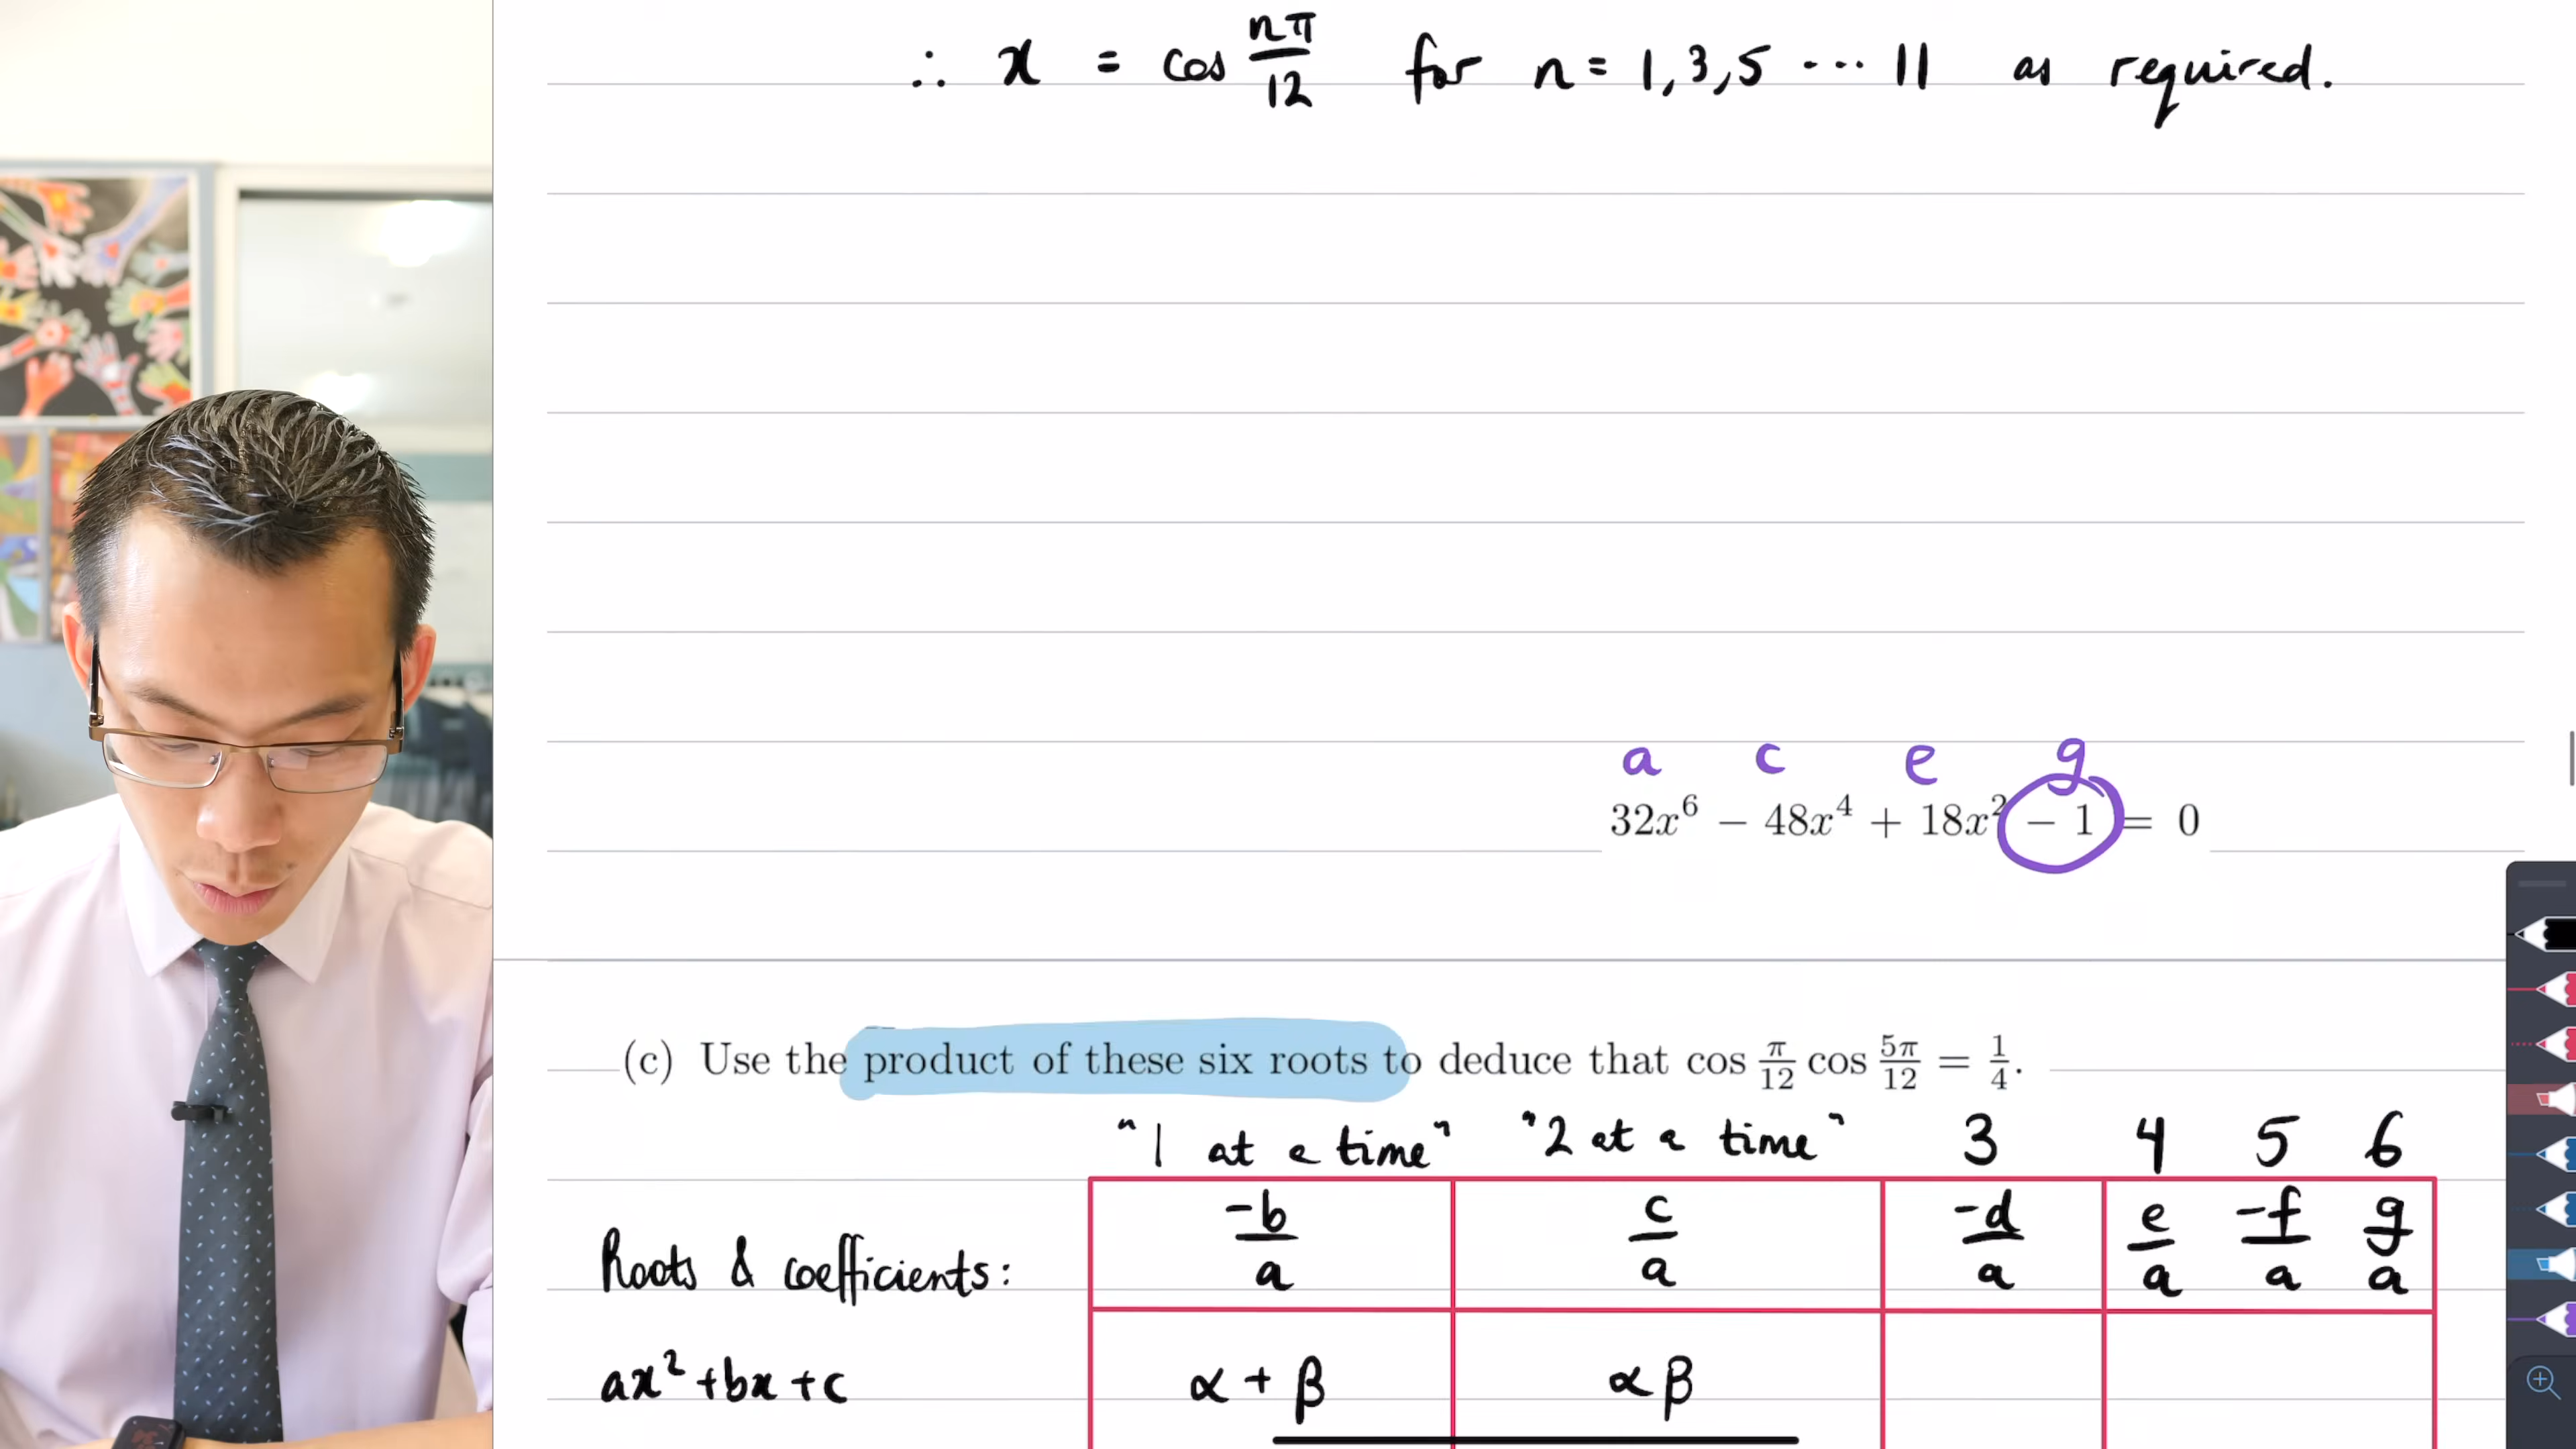 ∴ x = cos nπ/12 for n = 1, 3, 5 ... 11 as required.
a c e g
32x⁶ − 48x⁴ + 18x² − 1 = 0
(c) Use the product of these six roots to deduce that cos π/12 cos 5π/12 = 1/4.
"1 at a time" "2 at a time" 3 4 5 6
Roots & coefficients: -b/a c/a -d/a e/a -f/a g/a
ax² + bx + c α + β αβ